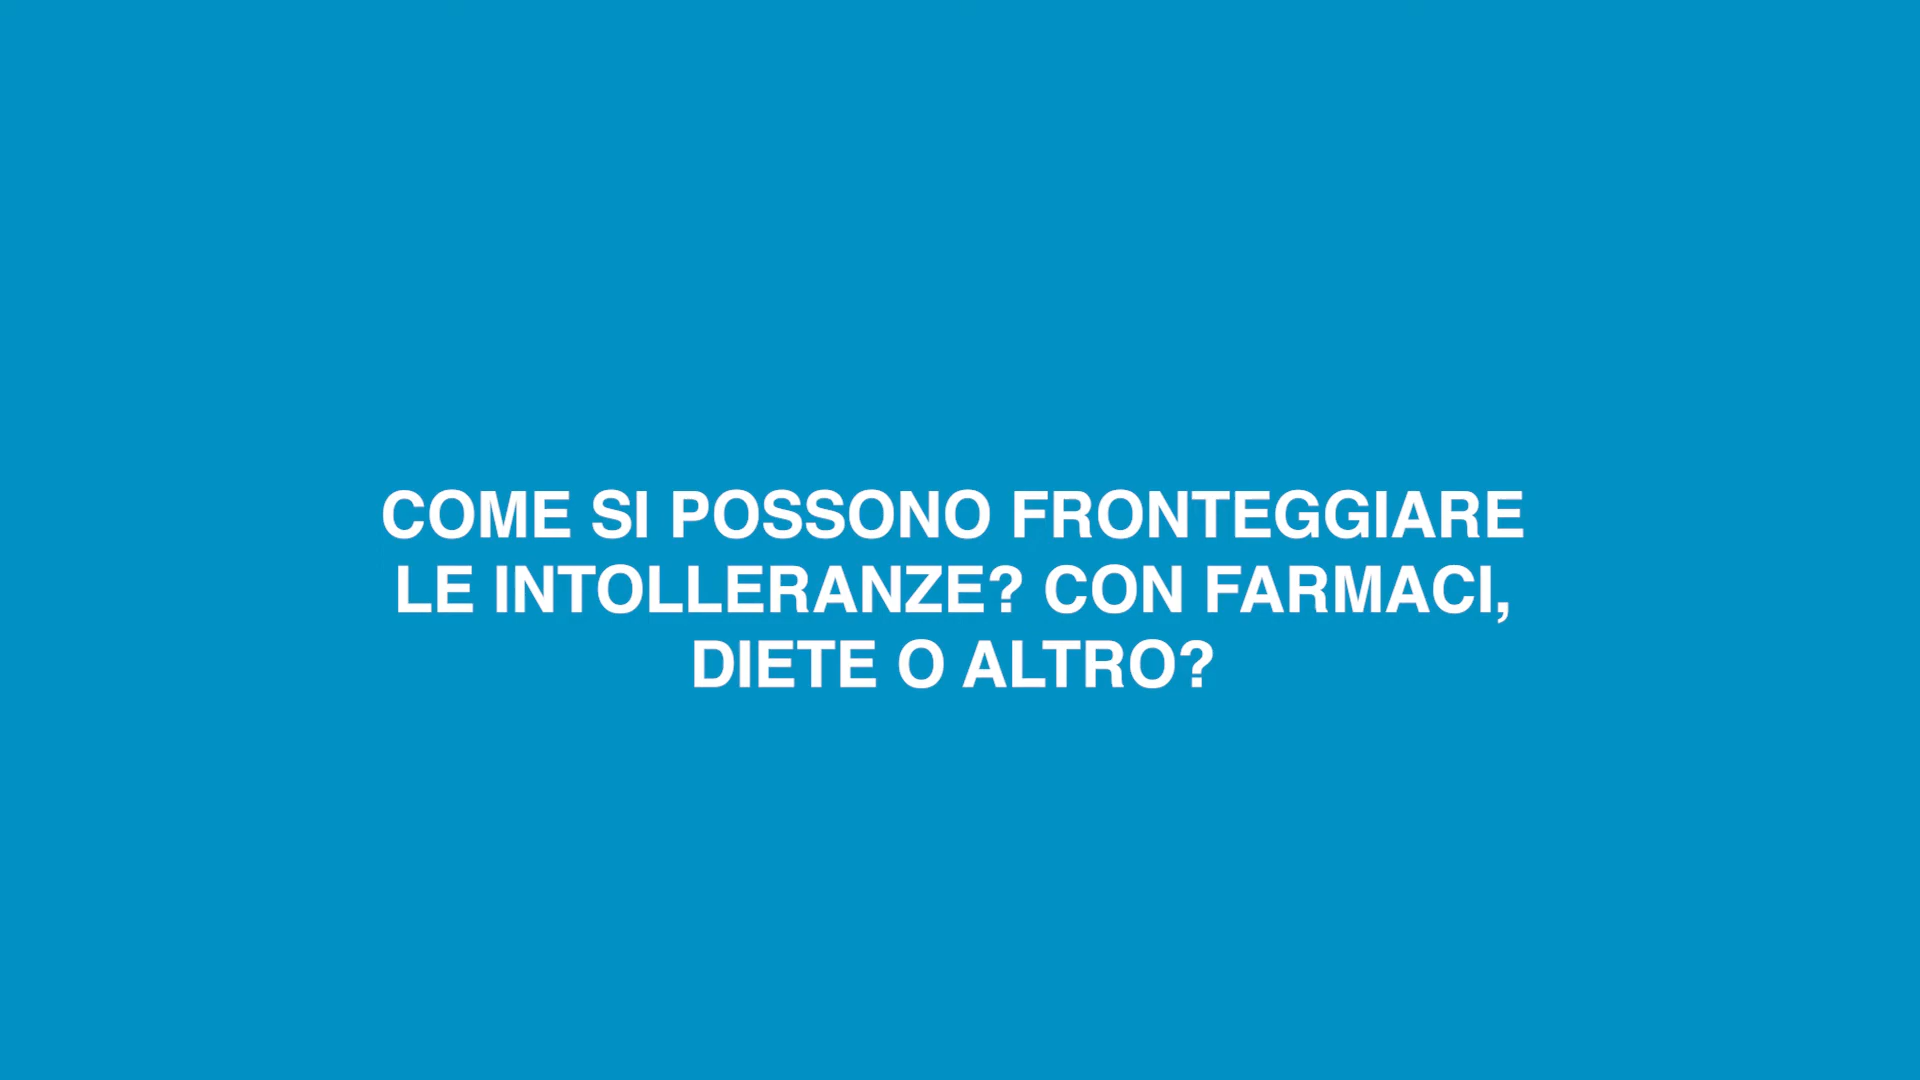 COME SI POSSONO FRONTEGGIARE
LE INTOLLERANZE? CON FARMACI,
DIETE O ALTRO?